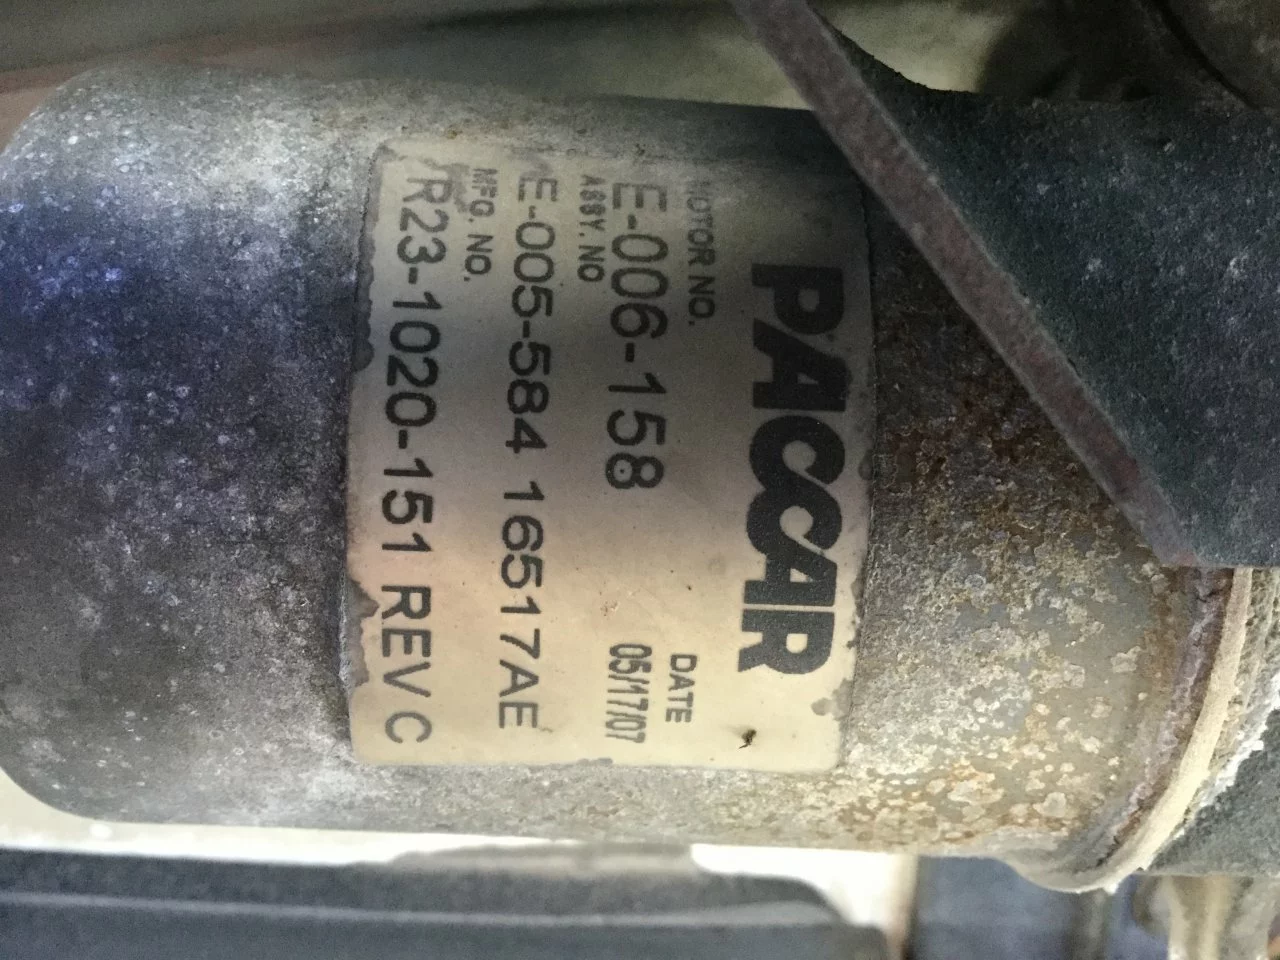 PACCAR
MOTOR NO.
DATE
E-006-158
05/17/07
ASSY. NO
E-005-584 16517AE
MFG. NO.
R23-1020-151 REV C